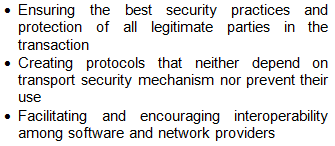 • Ensuring the best security practices and
protection of all legitimate parties in the
transaction
• Creating protocols that neither depend on
transport security mechanism nor prevent their
use
• Facilitating and encouraging interoperability
among software and network providers